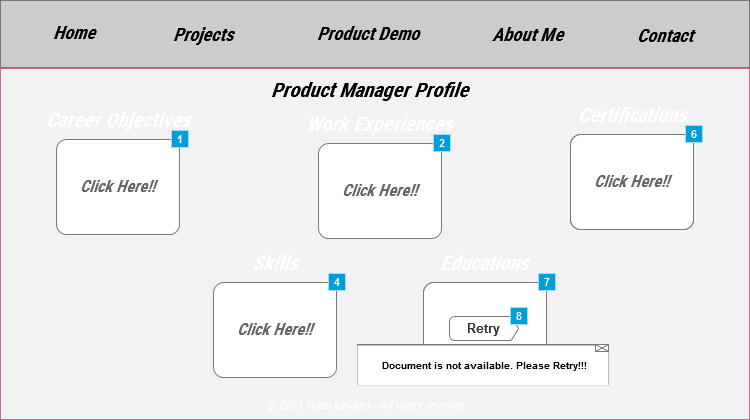 Home Projects Product Demo About Me Contact
Product Manager Profile
Career Objectives Work Experiences Certifications
1 2 6
Click Here!! Click Here!! Click Here!!
Skills Educations
4 7
8
Click Here!! Retry
Document is not available. Please Retry!!!
@ 2025 Prabu Kalidass . All rights reserved.